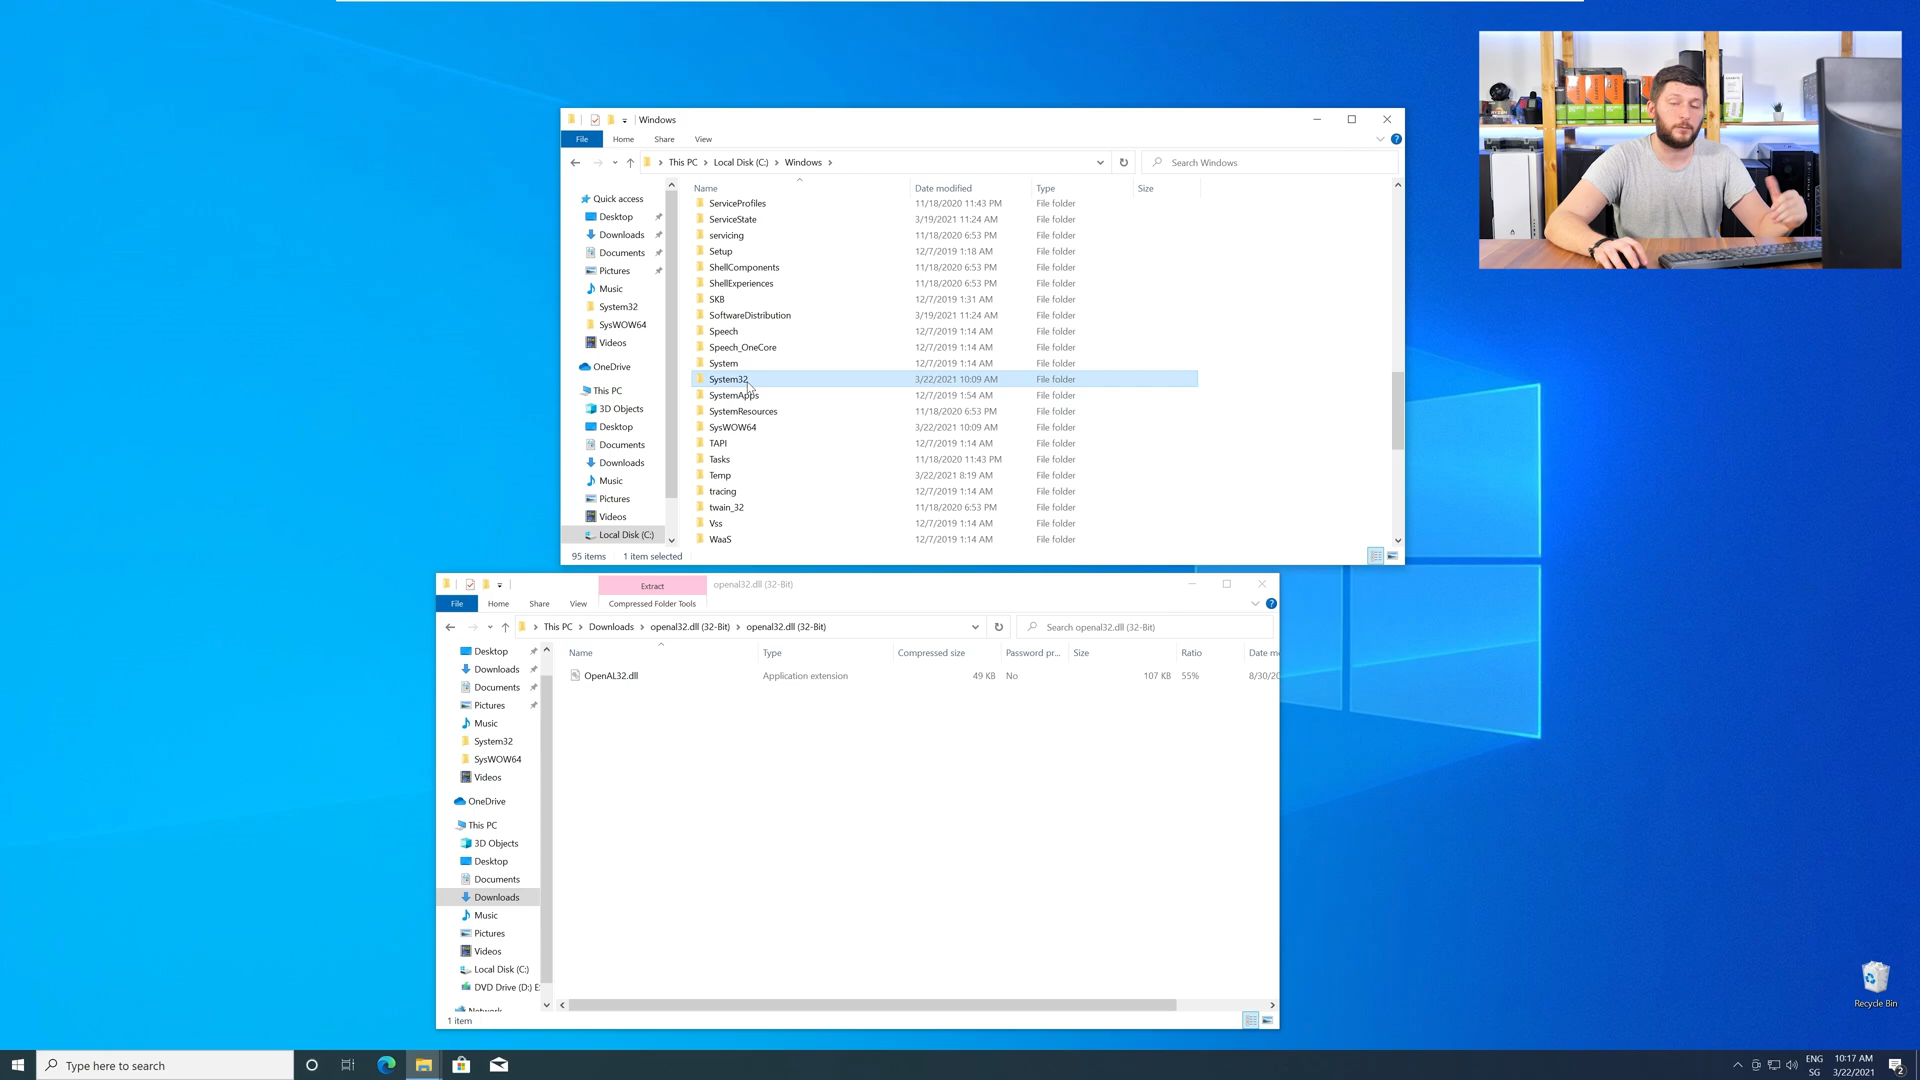 Windows
File Home Share View
This PC Local Disk (C:) Windows
Search Windows
Name Date modified Type Size
Quick access
Desktop
Downloads
Documents
Pictures
Music
System32
SysWOW64
Videos
OneDrive
This PC
3D Objects
Desktop
Documents
Downloads
Music
Pictures
Videos
Local Disk (C:)
ServiceProfiles 11/18/2020 11:43 PM File folder
ServiceState 3/19/2021 11:24 AM File folder
servicing 11/18/2020 6:53 PM File folder
Setup 12/7/2019 1:18 AM File folder
ShellComponents 11/18/2020 6:53 PM File folder
ShellExperiences 11/18/2020 6:53 PM File folder
SKB 12/7/2019 1:31 AM File folder
SoftwareDistribution 3/19/2021 11:24 AM File folder
Speech 12/7/2019 1:14 AM File folder
Speech_OneCore 12/7/2019 1:14 AM File folder
System 12/7/2019 1:14 AM File folder
System32 3/22/2021 10:09 AM File folder
SystemApps 12/7/2019 1:54 AM File folder
SystemResources 11/18/2020 6:53 PM File folder
SysWOW64 3/22/2021 10:09 AM File folder
TAPI 12/7/2019 1:14 AM File folder
Tasks 11/18/2020 11:43 PM File folder
Temp 3/22/2021 8:19 AM File folder
tracing 12/7/2019 1:14 AM File folder
twain_32 11/18/2020 6:53 PM File folder
Vss 12/7/2019 1:14 AM File folder
WaaS 12/7/2019 1:14 AM File folder
95 items 1 item selected
Extract openal32.dll (32-Bit)
File Home Share View Compressed Folder Tools
This PC Downloads openal32.dll (32-Bit) openal32.dll (32-Bit)
Search openal32.dll (32-Bit)
Name Type Compressed size Password pr... Size Ratio Date m
OpenAL32.dll Application extension 49 KB No 107 KB 55% 8/30/20
Desktop
Downloads
Documents
Pictures
Music
System32
SysWOW64
Videos
OneDrive
This PC
3D Objects
Desktop
Documents
Downloads
Music
Pictures
Videos
Local Disk (C:)
DVD Drive (D:) E
Network
1 item
Recycle Bin
Type here to search
ENG
SG
10:17 AM
3/22/2021
2